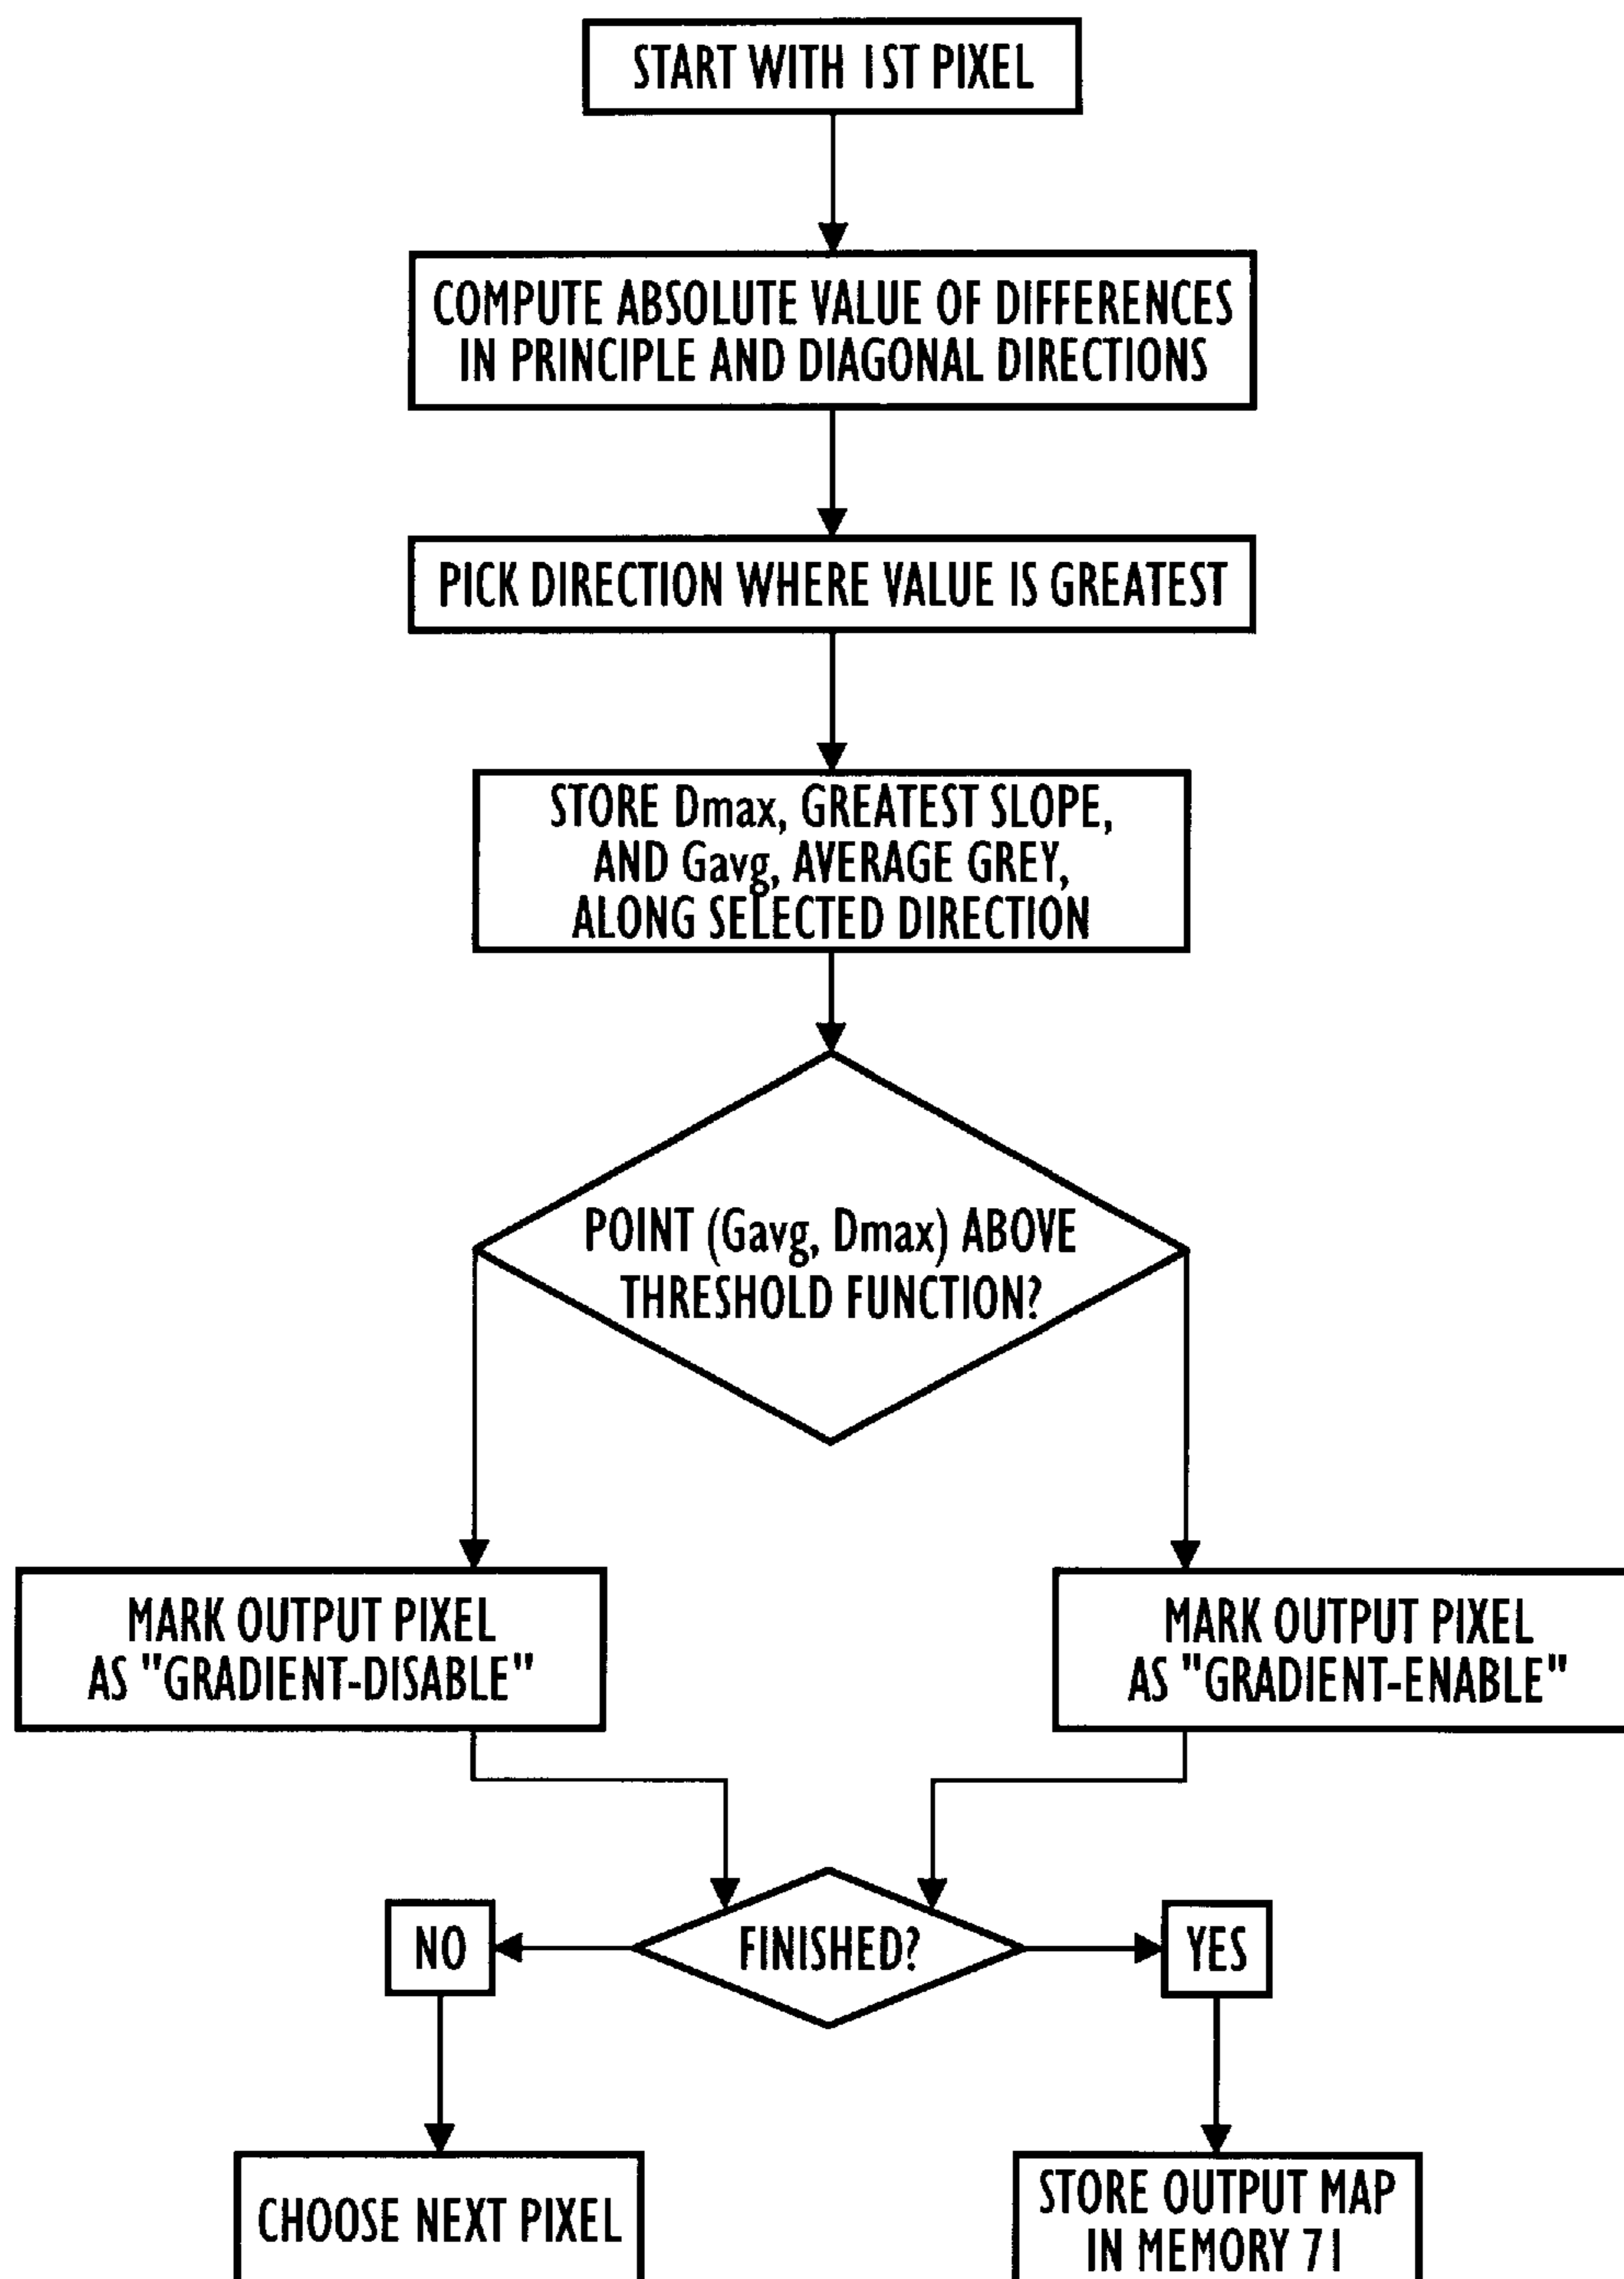 START WITH 1ST PIXEL
COMPUTE ABSOLUTE VALUE OF DIFFERENCES
IN PRINCIPLE AND DIAGONAL DIRECTIONS
PICK DIRECTION WHERE VALUE IS GREATEST
STORE Dmax, GREATEST SLOPE,
AND Gavg, AVERAGE GREY,
ALONG SELECTED DIRECTION
POINT (Gavg, Dmax) ABOVE
THRESHOLD FUNCTION?
MARK OUTPUT PIXEL
AS "GRADIENT-DISABLE"
MARK OUTPUT PIXEL
AS "GRADIENT-ENABLE"
NO
FINISHED?
YES
CHOOSE NEXT PIXEL
STORE OUTPUT MAP
IN MEMORY 71